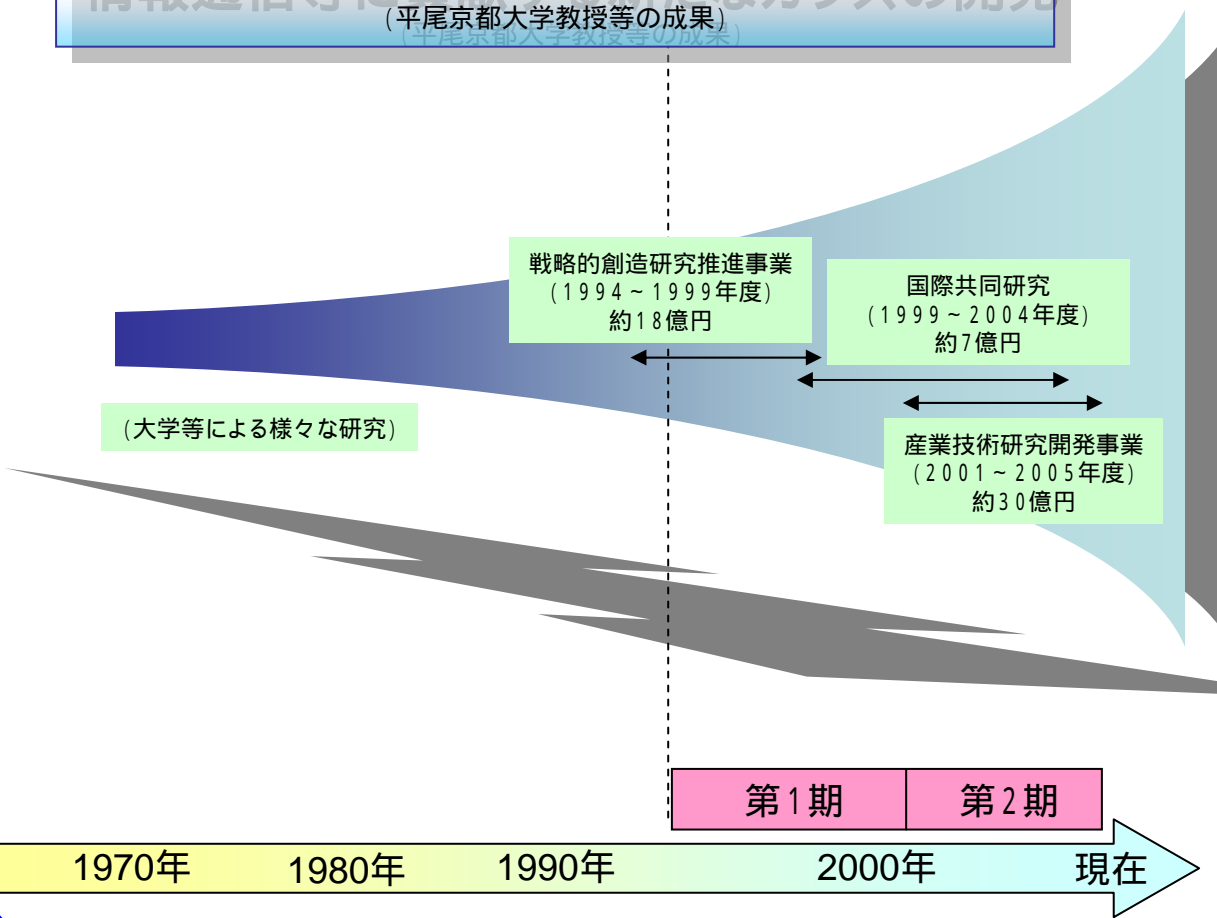 (平尾京都大学教授等の成果)
戦略的創造研究推進事業
(1994~1999年度)
約18億円
国際共同研究
(1999~2004年度)
約7億円
(大学等による様々な研究)
産業技術研究開発事業
(2001~2005年度)
約30億円
第1期
第2期
1970年
1980年
1990年
2000年
現在